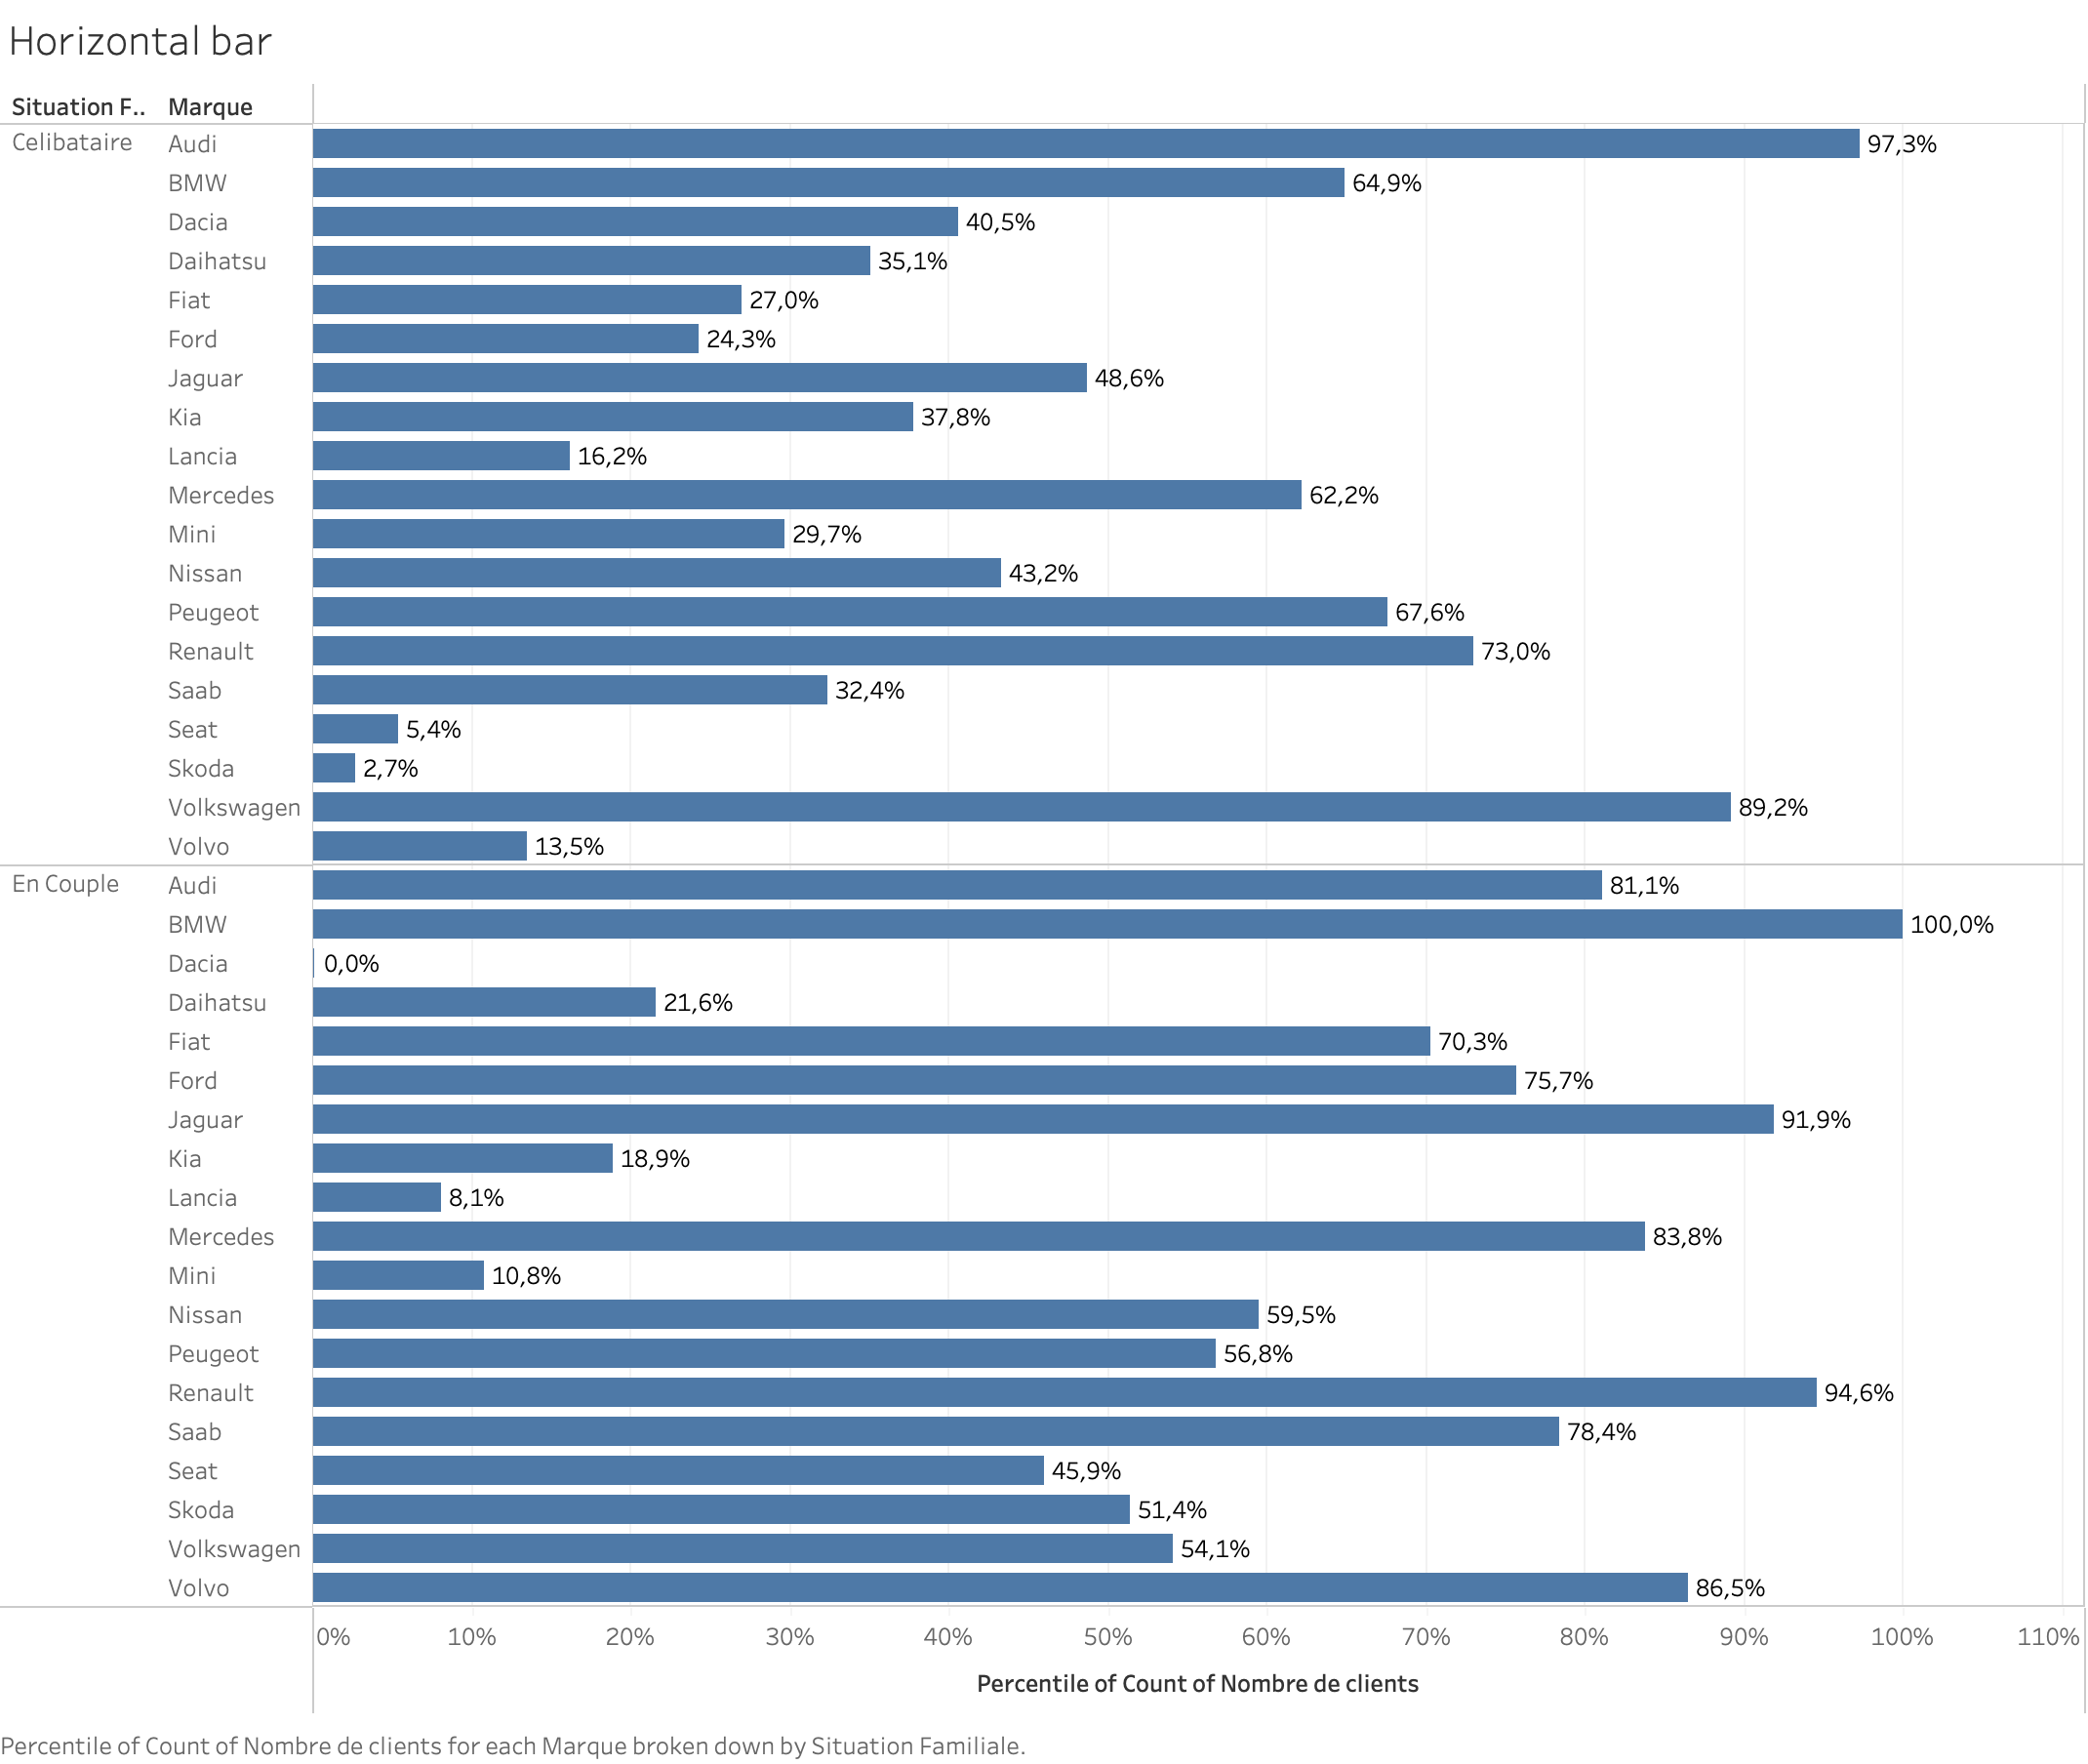 Horizontal bar
Situation F.. Marque
Celibataire Audi 97,3%
BMW 64,9%
Dacia 40,5%
Daihatsu 35,1%
Fiat 27,0%
Ford 24,3%
Jaguar 48,6%
Kia 37,8%
Lancia 16,2%
Mercedes 62,2%
Mini 29,7%
Nissan 43,2%
Peugeot 67,6%
Renault 73,0%
Saab 32,4%
Seat 5,4%
Skoda 2,7%
Volkswagen 89,2%
Volvo 13,5%
En Couple Audi 81,1%
BMW 100,0%
Dacia 0,0%
Daihatsu 21,6%
Fiat 70,3%
Ford 75,7%
Jaguar 91,9%
Kia 18,9%
Lancia 8,1%
Mercedes 83,8%
Mini 10,8%
Nissan 59,5%
Peugeot 56,8%
Renault 94,6%
Saab 78,4%
Seat 45,9%
Skoda 51,4%
Volkswagen 54,1%
Volvo 86,5%
0% 10% 20% 30% 40% 50% 60% 70% 80% 90% 100% 110%
Percentile of Count of Nombre de clients
Percentile of Count of Nombre de clients for each Marque broken down by Situation Familiale.